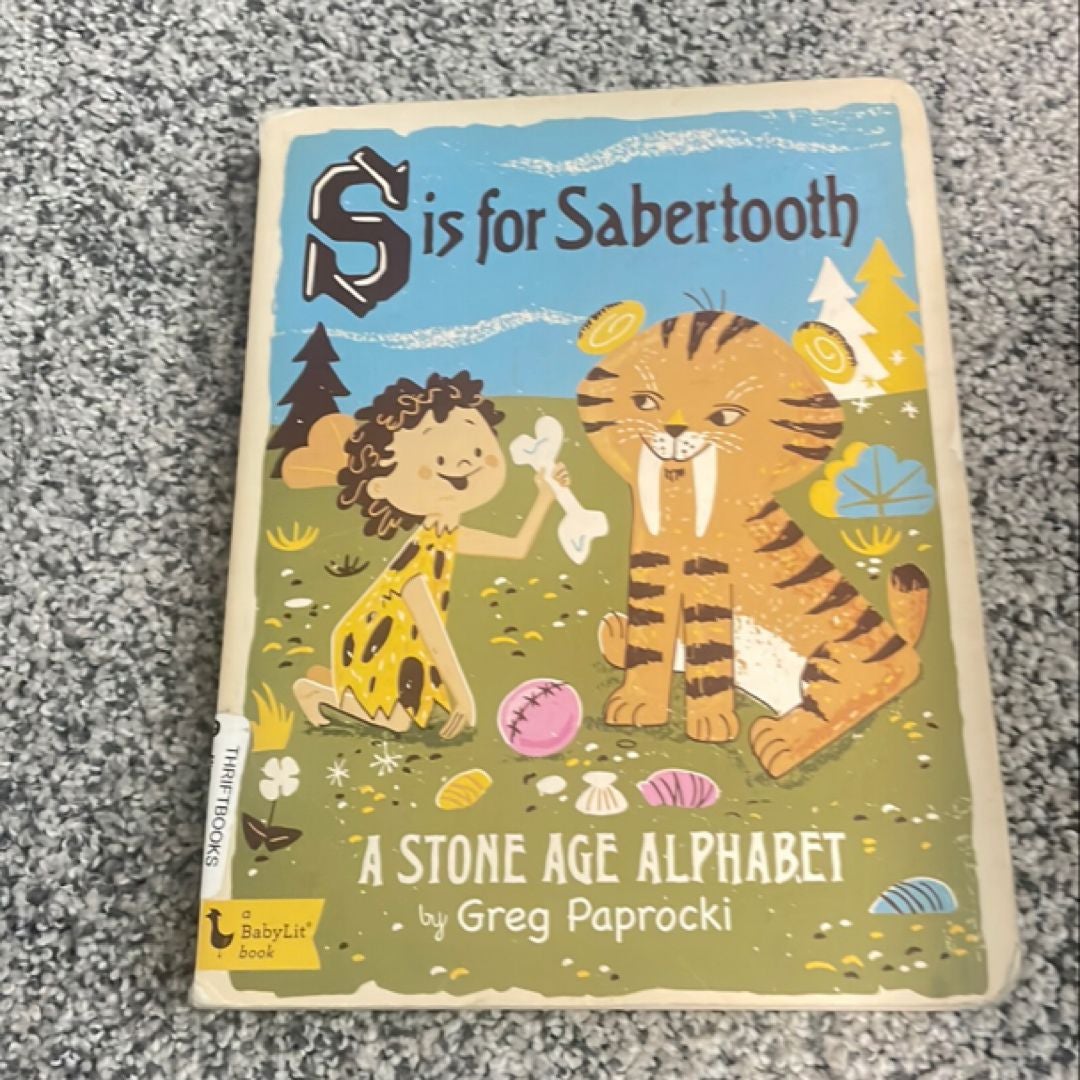 S is for Sabertooth
A STONE AGE ALPHABET
by Greg Paprocki
THRIFTBOOKS
a
BabyLit®
book